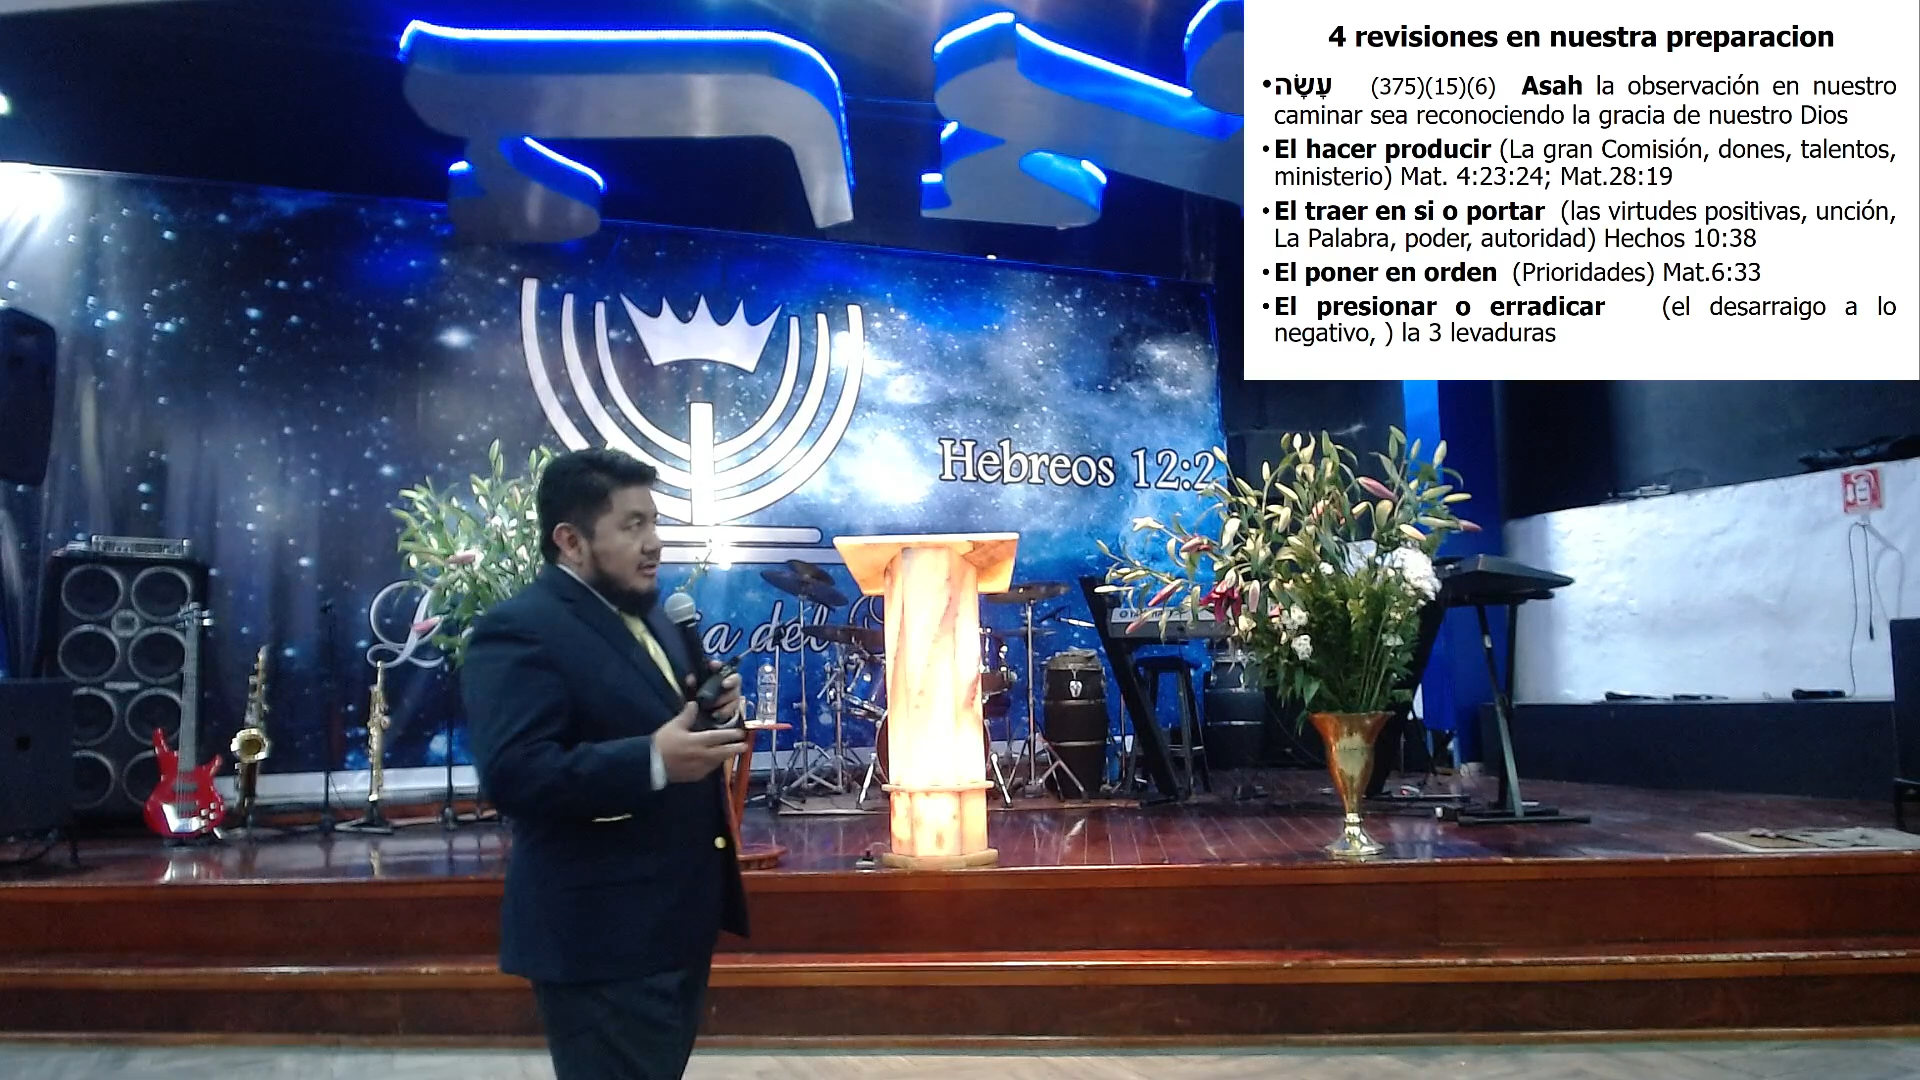 4 revisiones en nuestra preparacion
•עָשָׂה (375)(15)(6) Asah la observación en nuestro
caminar sea reconociendo la gracia de nuestro Dios
•El hacer producir (La gran Comisión, dones, talentos,
ministerio) Mat. 4:23:24; Mat.28:19
•El traer en si o portar (las virtudes positivas, unción,
La Palabra, poder, autoridad) Hechos 10:38
•El poner en orden (Prioridades) Mat.6:33
•El presionar o erradicar (el desarraigo a lo
negativo, ) la 3 levaduras
Hebreos 12:2
del